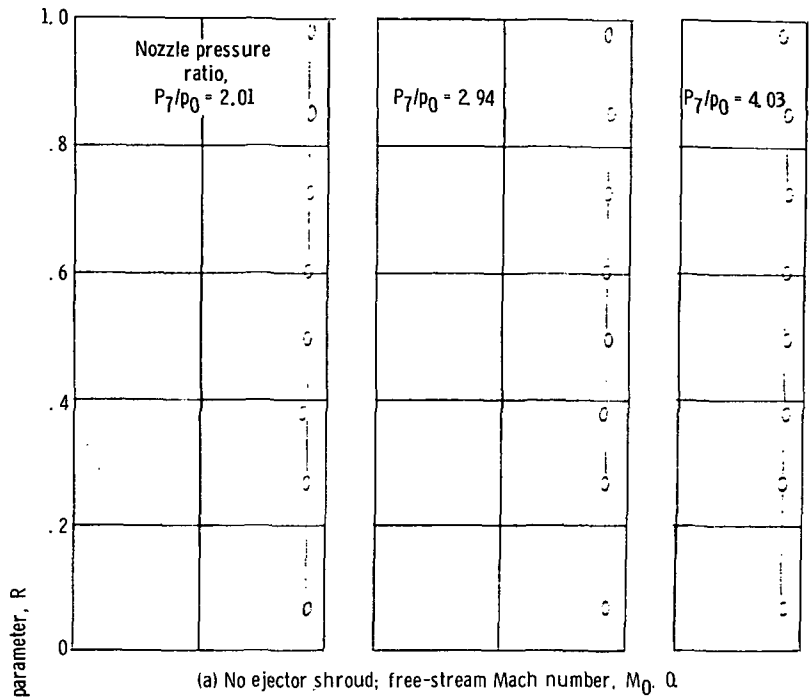 1.0
Nozzle pressure
ratio,
P7/p0 = 2.01
P7/p0 = 2.94
P7/p0 = 4.03
.8
.6
.4
.2
0
parameter, R
(a) No ejector shroud; free-stream Mach number, M0. 0.